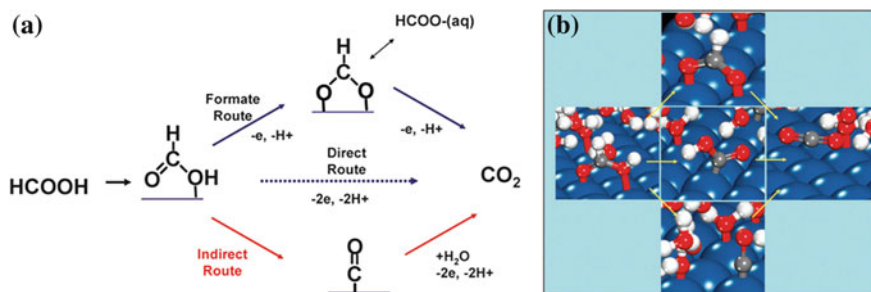 (a)
HCOO-(aq)
H
C
O O
Formate
Route
-e, -H+
-e, -H+
H
C
O OH
HCOOH
Direct
Route
-2e, -2H+
CO2
Indirect
Route
O
C
+H2O
-2e, -2H+
(b)